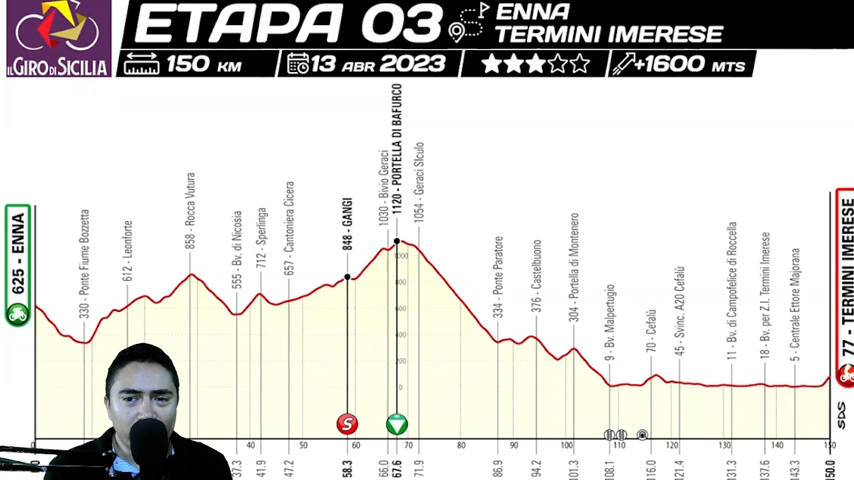 ETAPA 03
ENNA
TERMINI IMERESE
IL GIRO DI SICILIA
150 KM
13 ABR 2023
+1600 MTS
625 - ENNA
330 - Ponte Fiume Bozzetta
612 - Leonforte
858 - Rocca Vutura
555 - Bv. di Nicosia
712 - Sperlinga
657 - Cantoniera Cicera
848 - GANGI
1030 - Bivio Geraci
1120 - PORTELLA DI BAFURCO
1054 - Geraci SIculo
334 - Ponte Paratore
376 - Castelbuono
304 - Portella di Montenero
9 - Bv. Malpertugio
70 - Cefalù
45 - Svinc. A20 Cefalù
11 - Bv. di Campofelice di Roccella
18 - Bv. per Z.I. Termini Imerese
5 - Centrale Ettore Majorana
77 - TERMINI IMERESE
1000
800
600
400
200
0
S
SDS
0 40 50 60 70 80 90 100 110 120 130 140 150
37.3 41.9 47.2 58.3 66.0 67.6 71.9 86.9 94.2 101.3 108.1 116.0 121.4 131.3 137.6 143.3 150.0